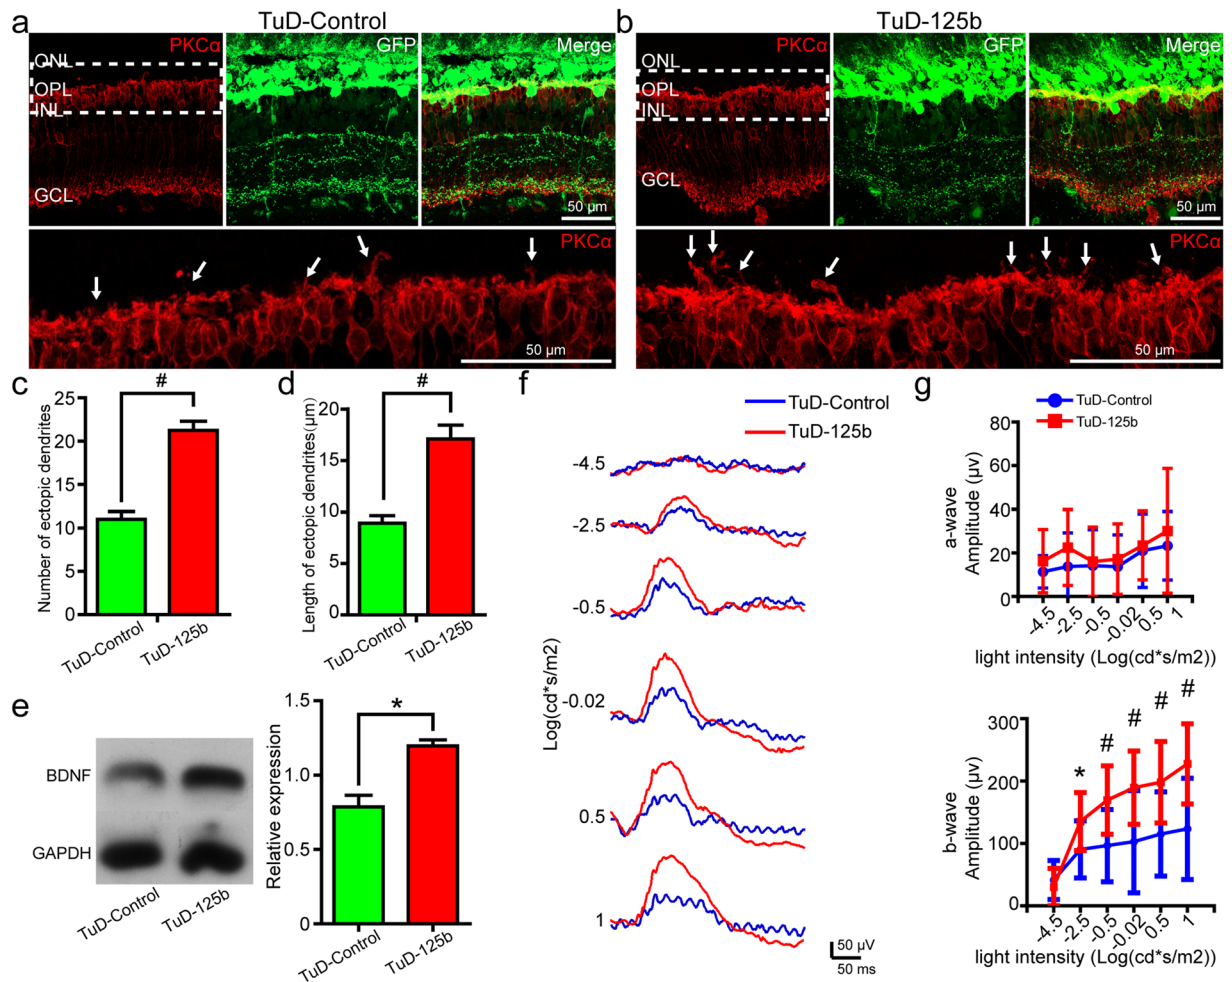 a
TuD-Control
PKCα
GFP
Merge
ONL
OPL
INL
GCL
50 µm
PKCα
50 µm
b
TuD-125b
PKCα
GFP
Merge
ONL
OPL
INL
GCL
50 µm
PKCα
50 µm
c
#
Number of ectopic dendrites
25
20
15
10
5
0
TuD-Control
TuD-125b
d
#
Length of ectopic dendrites(µm)
20
15
10
5
0
TuD-Control
TuD-125b
e
BDNF
GAPDH
TuD-Control
TuD-125b
*
Relative expression
1.5
1.0
0.5
0
TuD-Control
TuD-125b
f
TuD-Control
TuD-125b
Log(cd*s/m2)
-4.5
-2.5
-0.5
-0.02
0.5
1
50 µV
50 ms
g
TuD-Control
TuD-125b
a-wave
Amplitude (µv)
80
60
40
20
0
-4.5
-2.5
-0.5
-0.02
0.5
1
light intensity (Log(cd*s/m2))
b-wave
Amplitude (µv)
300
200
100
0
*
#
#
#
#
-4.5
-2.5
-0.5
-0.02
0.5
1
light intensity (Log(cd*s/m2))